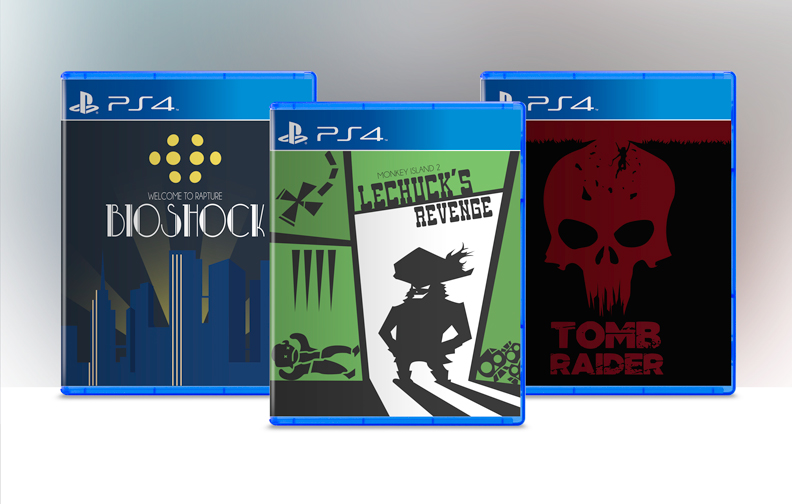 PS4
WELCOME TO RAPTURE
BIOSHOCK
PS4
MONKEY ISLAND 2
LECHUCK'S
REVENGE
PS4
TOMB
RAIDER